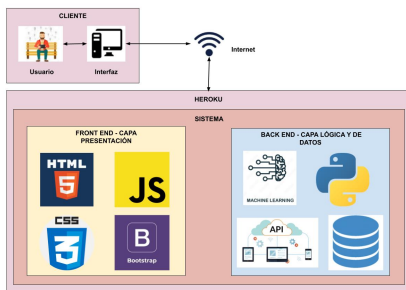 CLIENTE
Usuario
Interfaz
Internet
HEROKU
SISTEMA
FRONT END - CAPA
PRESENTACIÓN
HTML
5
JS
CSS
3
B
Bootstrap
BACK END - CAPA LÓGICA Y DE
DATOS
MACHINE LEARNING
API